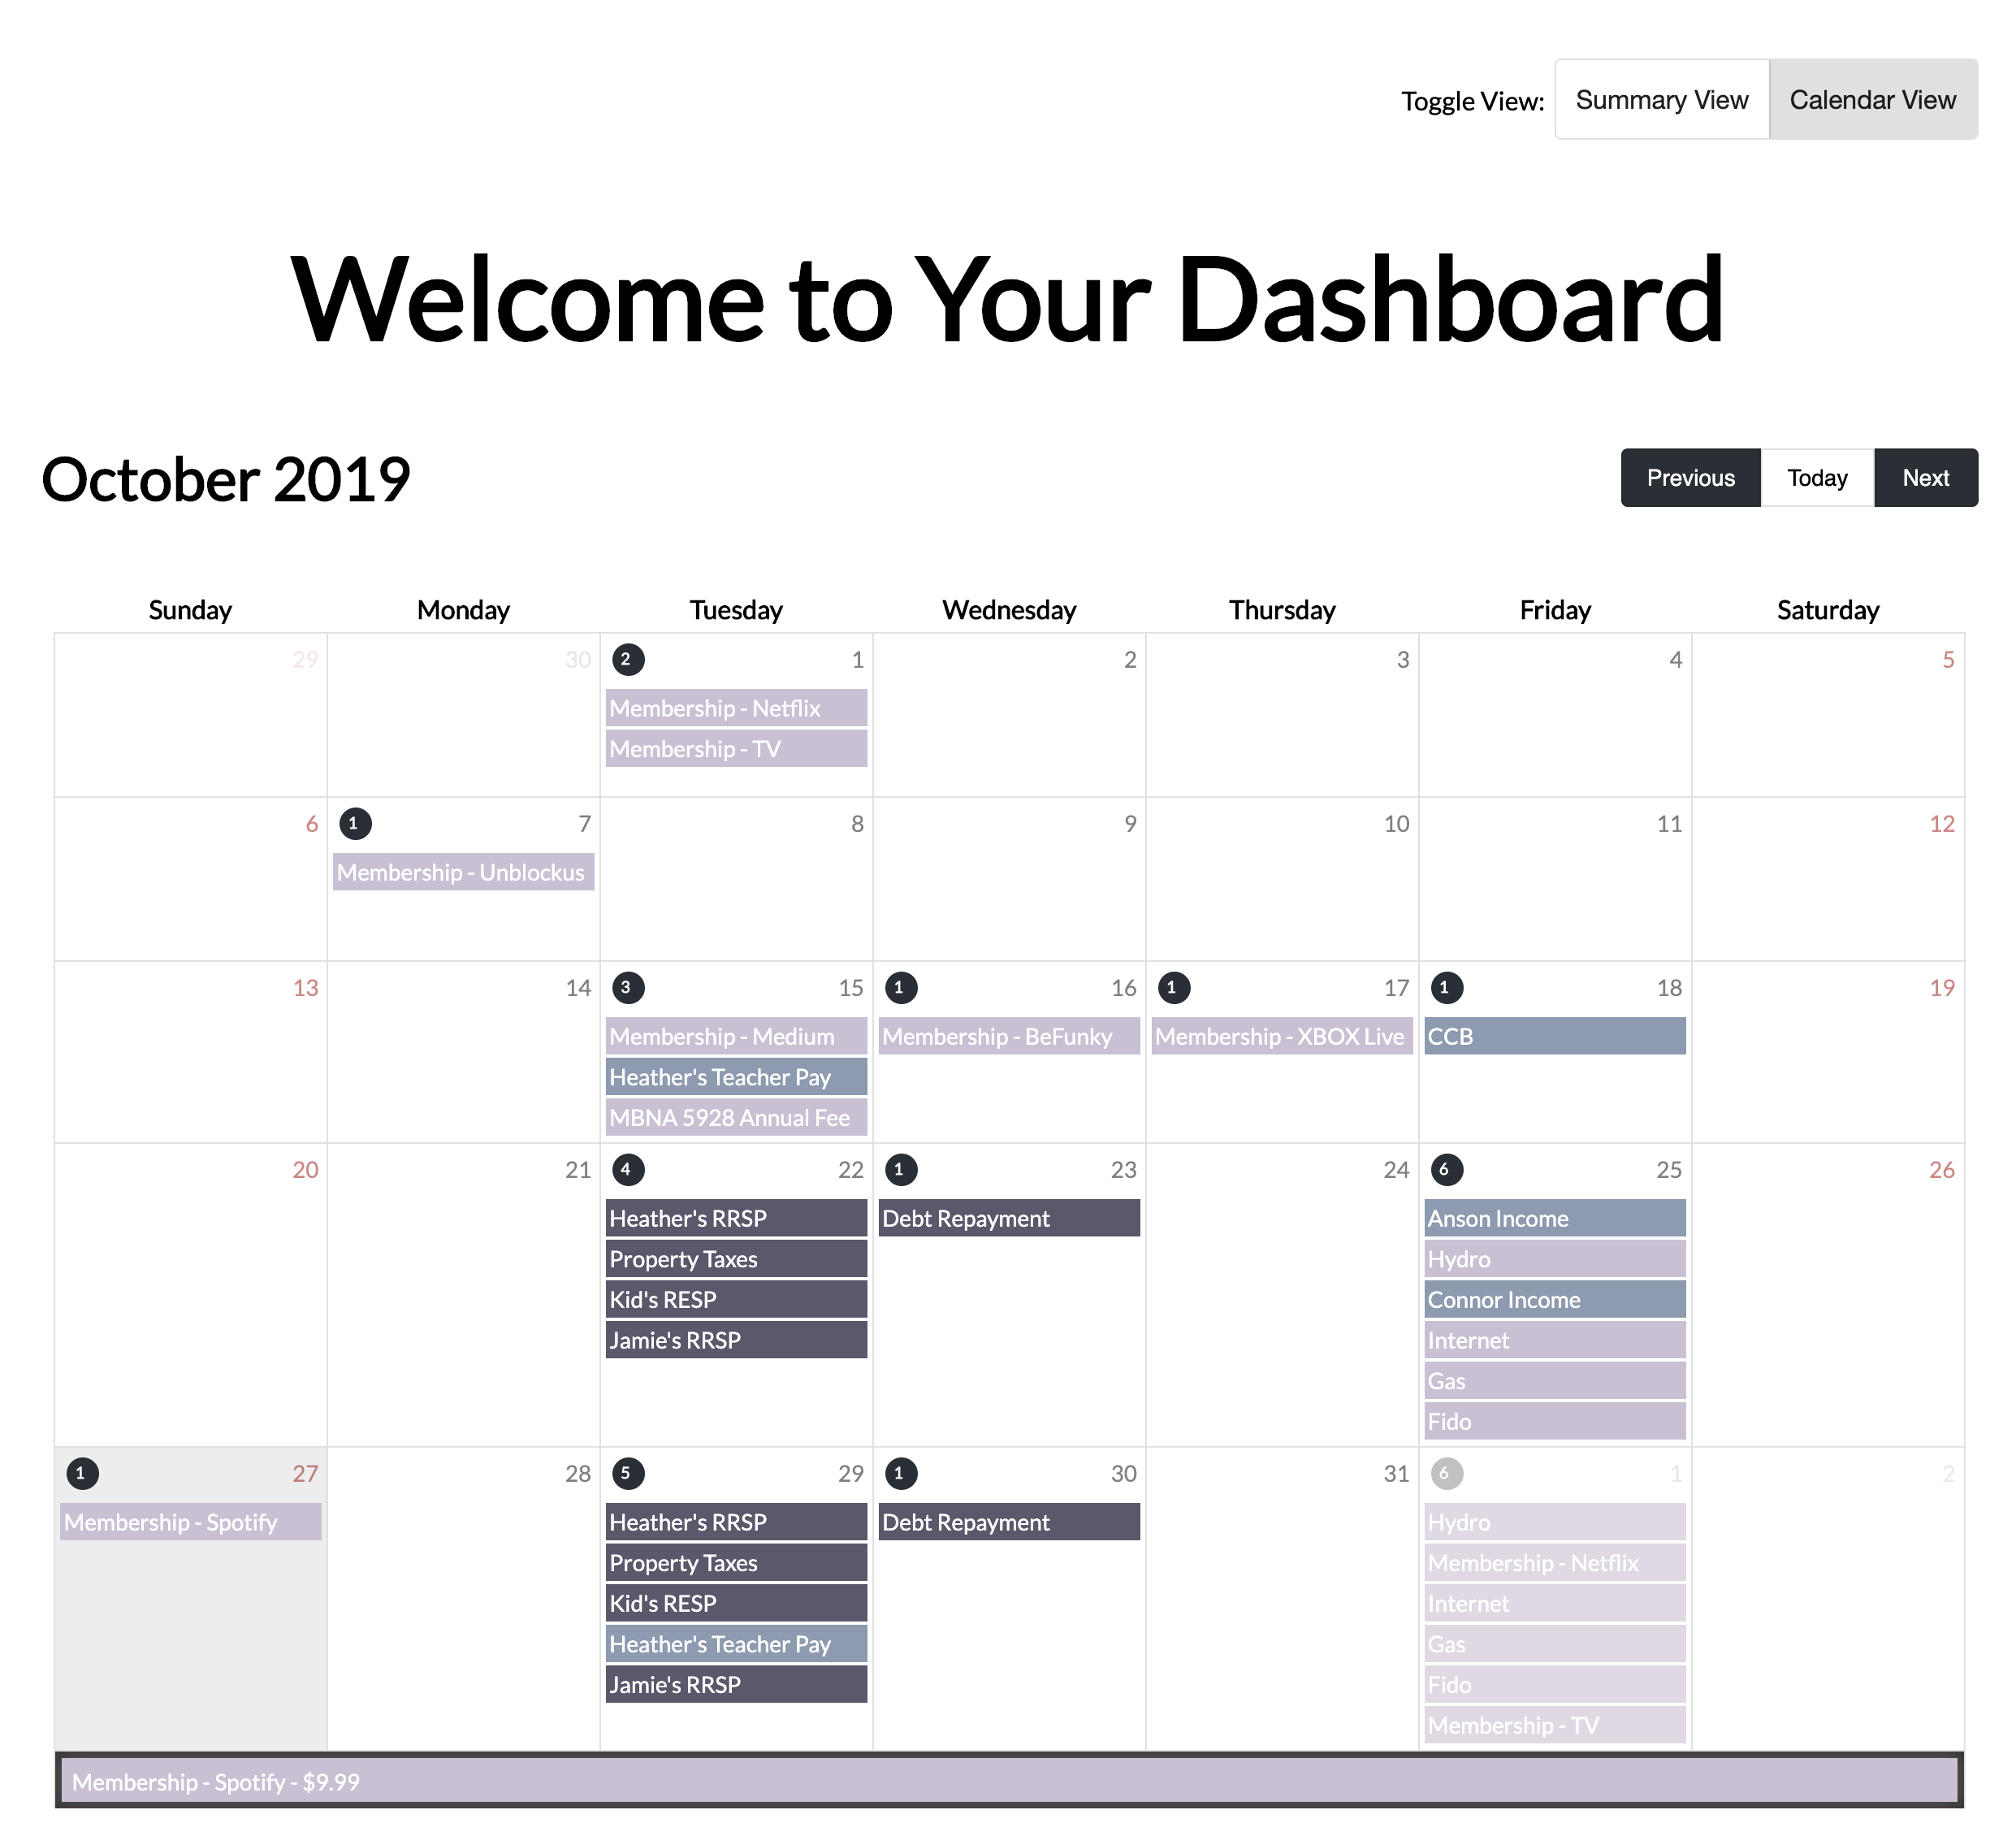 Toggle View: Summary View Calendar View
Welcome to Your Dashboard
October 2019 Previous Today Next
Sunday Monday Tuesday Wednesday Thursday Friday Saturday
29 30 2 1 2 3 4 5
Membership - Netflix
Membership - TV
6 1 7 8 9 10 11 12
Membership - Unblockus
13 14 3 15 1 16 1 17 1 18 19
Membership - Medium Membership - BeFunky Membership - XBOX Live CCB
Heather's Teacher Pay
MBNA 5928 Annual Fee
20 21 4 22 1 23 24 6 25 26
Heather's RRSP Debt Repayment Anson Income
Property Taxes Hydro
Kid's RESP Connor Income
Jamie's RRSP Internet
Gas
Fido
1 27 28 5 29 1 30 31 6 1 2
Membership - Spotify Heather's RRSP Debt Repayment Hydro
Property Taxes Membership - Netflix
Kid's RESP Internet
Heather's Teacher Pay Gas
Jamie's RRSP Fido
Membership - TV
Membership - Spotify - $9.99